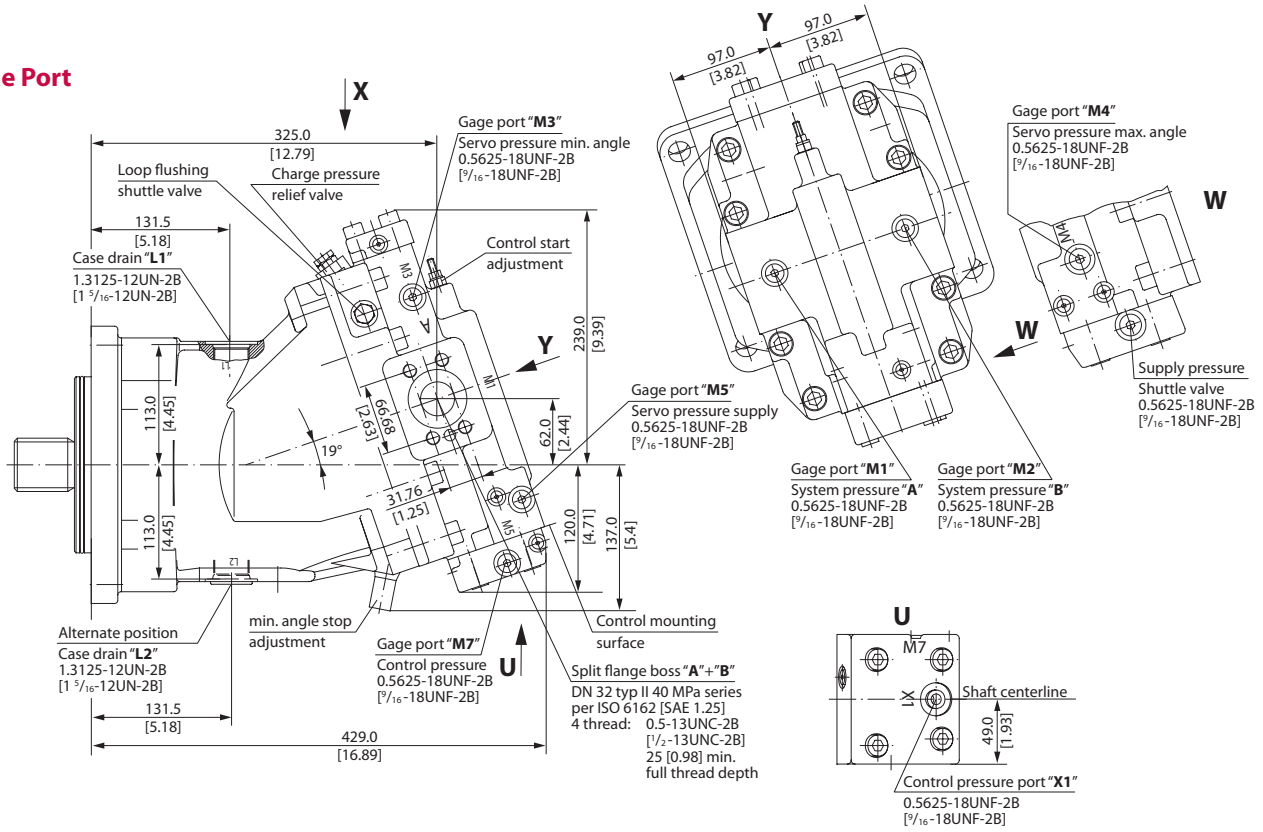 e Port
X
325.0
[12.79]
Loop flushing
shuttle valve
Charge pressure
relief valve
Gage port "M3"
Servo pressure min. angle
0.5625-18UNF-2B
[9/16-18UNF-2B]
131.5
[5.18]
Case drain "L1"
1.3125-12UN-2B
[1 5/16-12UN-2B]
Control start
adjustment
M3
A
L1
239.0
[9.39]
Y
M1
113.0
[4.45]
66.68
[2.63]
62.0
[2.44]
19°
Gage port "M5"
Servo pressure supply
0.5625-18UNF-2B
[9/16-18UNF-2B]
31.76
[1.25]
113.0
[4.45]
M5
120.0
[4.71]
137.0
[5.4]
L2
Alternate position
Case drain "L2"
1.3125-12UN-2B
[1 5/16-12UN-2B]
min. angle stop
adjustment
Gage port "M7"
Control pressure
0.5625-18UNF-2B
[9/16-18UNF-2B]
U
Control mounting
surface
Split flange boss "A"+"B"
DN 32 typ II 40 MPa series
per ISO 6162 [SAE 1.25]
4 thread: 0.5-13UNC-2B
[1/2-13UNC-2B]
25 [0.98] min.
full thread depth
131.5
[5.18]
429.0
[16.89]
Y
97.0
[3.82]
97.0
[3.82]
W
Gage port "M1"
System pressure "A"
0.5625-18UNF-2B
[9/16-18UNF-2B]
Gage port "M2"
System pressure "B"
0.5625-18UNF-2B
[9/16-18UNF-2B]
Gage port "M4"
Servo pressure max. angle
0.5625-18UNF-2B
[9/16-18UNF-2B]
W
M4
Supply pressure
Shuttle valve
0.5625-18UNF-2B
[9/16-18UNF-2B]
U
M7
X1
Shaft centerline
49.0
[1.93]
Control pressure port "X1"
0.5625-18UNF-2B
[9/16-18UNF-2B]